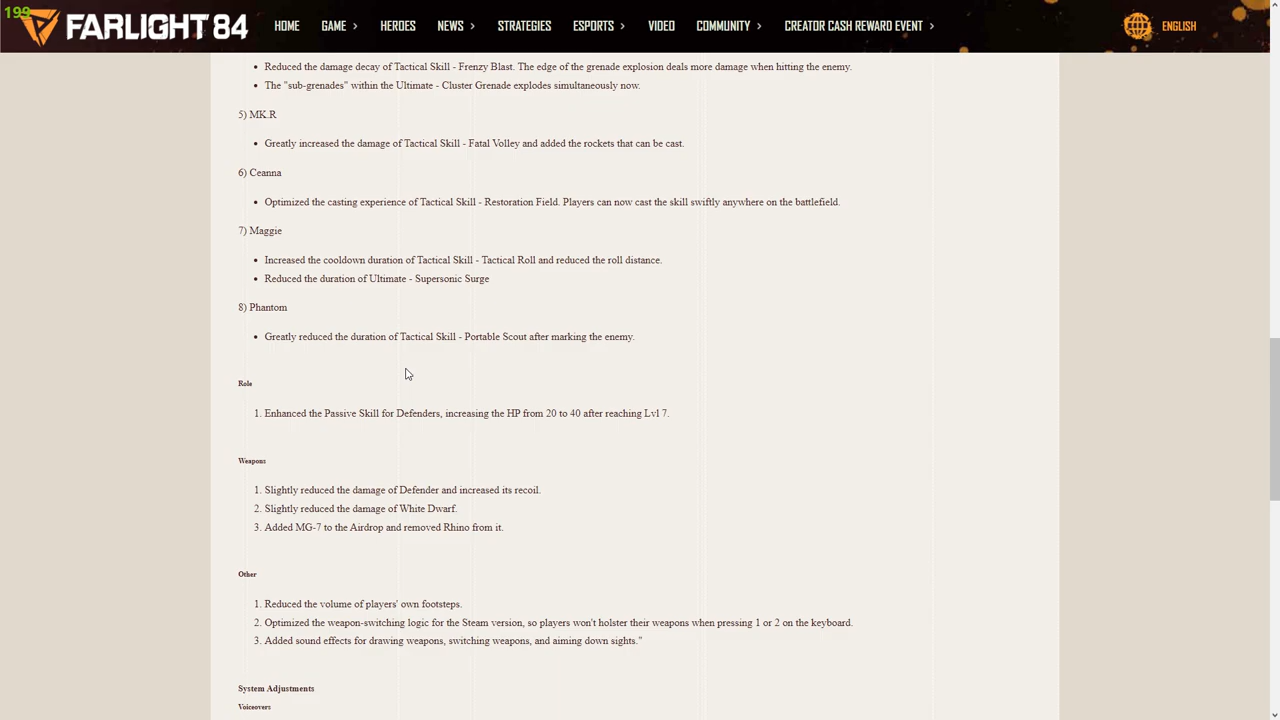 199
FARLIGHT 84 HOME GAME HEROES NEWS STRATEGIES ESPORTS VIDEO COMMUNITY CREATOR CASH REWARD EVENT ENGLISH
Reduced the damage decay of Tactical Skill - Frenzy Blast. The edge of the grenade explosion deals more damage when hitting the enemy.
The "sub-grenades" within the Ultimate - Cluster Grenade explodes simultaneously now.
5) MK.R
Greatly increased the damage of Tactical Skill - Fatal Volley and added the rockets that can be cast.
6) Ceanna
Optimized the casting experience of Tactical Skill - Restoration Field. Players can now cast the skill swiftly anywhere on the battlefield.
7) Maggie
Increased the cooldown duration of Tactical Skill - Tactical Roll and reduced the roll distance.
Reduced the duration of Ultimate - Supersonic Surge
8) Phantom
Greatly reduced the duration of Tactical Skill - Portable Scout after marking the enemy.
Role
1. Enhanced the Passive Skill for Defenders, increasing the HP from 20 to 40 after reaching Lvl 7.
Weapons
1. Slightly reduced the damage of Defender and increased its recoil.
2. Slightly reduced the damage of White Dwarf.
3. Added MG-7 to the Airdrop and removed Rhino from it.
Other
1. Reduced the volume of players' own footsteps.
2. Optimized the weapon-switching logic for the Steam version, so players won't holster their weapons when pressing 1 or 2 on the keyboard.
3. Added sound effects for drawing weapons, switching weapons, and aiming down sights."
System Adjustments
Voiceovers